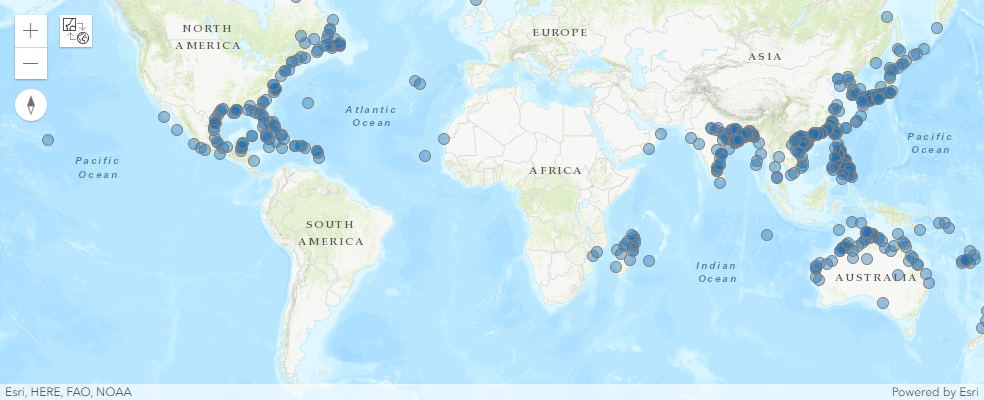 NORTH
AMERICA
EUROPE
ASIA
Atlantic
Ocean
Pacific
Ocean
Pacific
Ocean
AFRICA
SOUTH
AMERICA
Indian
Ocean
AUSTRALIA
Esri, HERE, FAO, NOAA
Powered by Esri